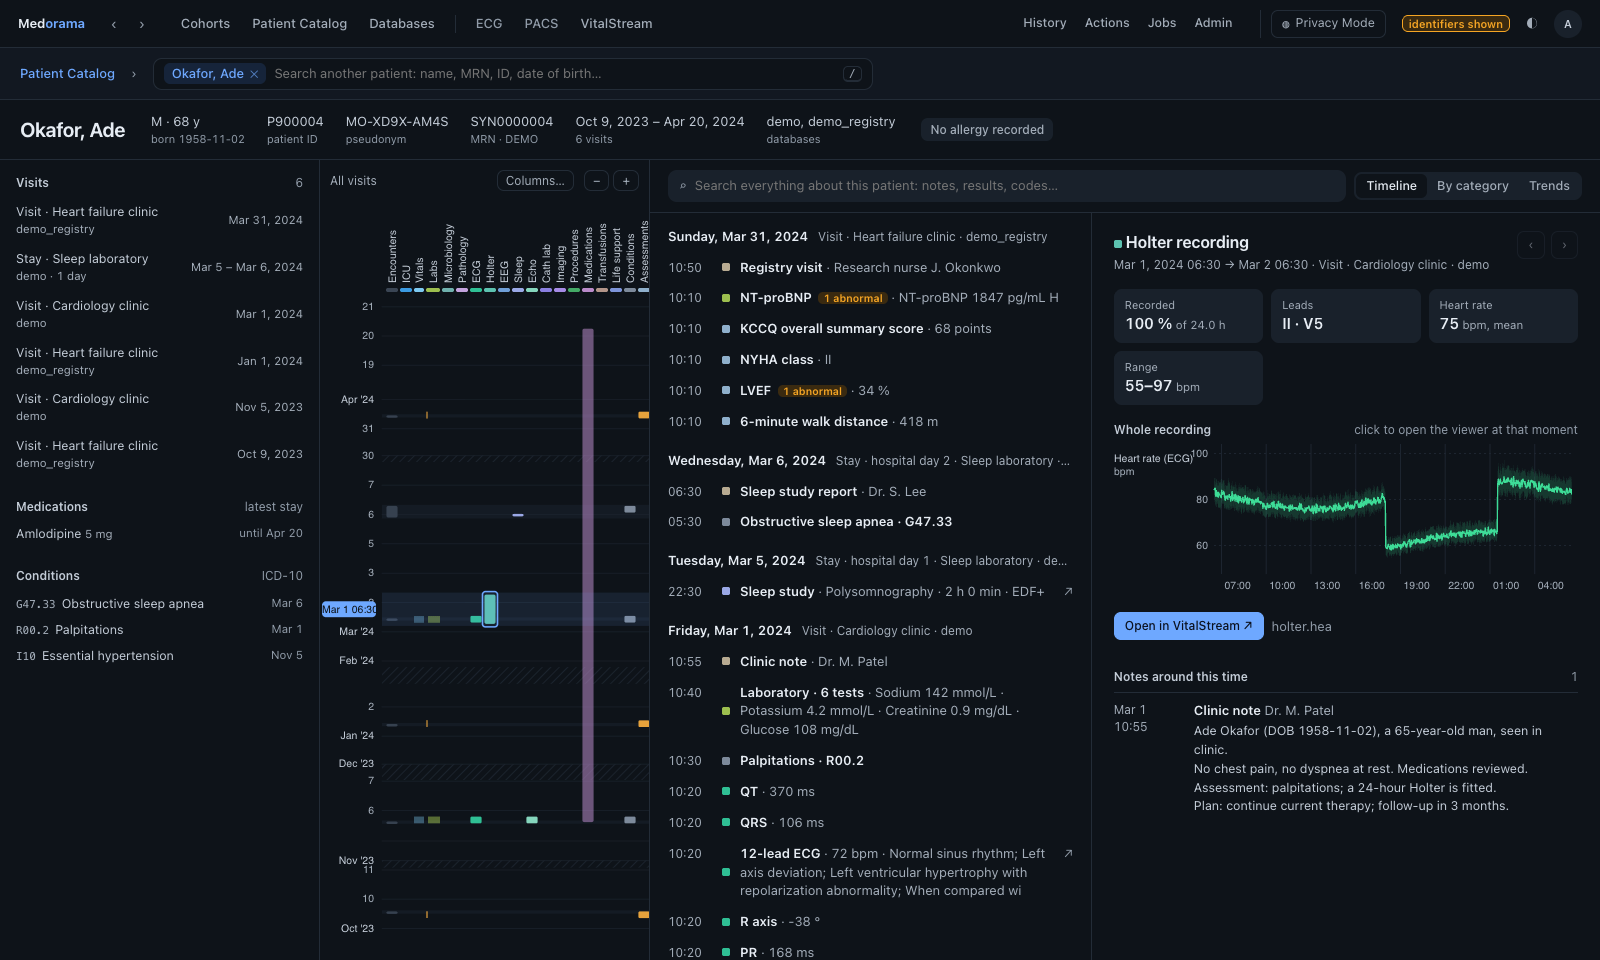 Medorama ‹ › Cohorts Patient Catalog Databases ECG PACS VitalStream History Actions Jobs Admin Privacy Mode identifiers shown A
Patient Catalog › Okafor, Ade × Search another patient: name, MRN, ID, date of birth... /
Okafor, Ade
M · 68 y
born 1958-11-02
P900004
patient ID
MO-XD9X-AM4S
pseudonym
SYN0000004
MRN · DEMO
Oct 9, 2023 – Apr 20, 2024
6 visits
demo, demo_registry
databases
No allergy recorded
Visits 6
Visit · Heart failure clinic
demo_registry
Mar 31, 2024
Stay · Sleep laboratory
demo · 1 day
Mar 5 – Mar 6, 2024
Visit · Cardiology clinic
demo
Mar 1, 2024
Visit · Heart failure clinic
demo_registry
Jan 1, 2024
Visit · Cardiology clinic
demo
Nov 5, 2023
Visit · Heart failure clinic
demo_registry
Oct 9, 2023
Medications latest stay
Amlodipine 5 mg until Apr 20
Conditions ICD-10
G47.33 Obstructive sleep apnea Mar 6
R00.2 Palpitations Mar 1
I10 Essential hypertension Nov 5
All visits Columns... − +
Encounters
ICU
Vitals
Labs
Microbiology
Pathology
ECG
Holter
EEG
Sleep
Echo
Cath lab
Imaging
Procedures
Medications
Transfusions
Life support
Conditions
Assessments
21
20
19
Apr '24
31
30
7
6
5
3
Mar 1 06:30
Mar '24
Feb '24
2
Jan '24
Dec '23
7
6
Nov '23
11
10
Oct '23
Search everything about this patient: notes, results, codes...
Timeline By category Trends
Sunday, Mar 31, 2024 Visit · Heart failure clinic · demo_registry
10:50 Registry visit · Research nurse J. Okonkwo
10:10 NT-proBNP 1 abnormal · NT-proBNP 1847 pg/mL H
10:10 KCCQ overall summary score · 68 points
10:10 NYHA class · II
10:10 LVEF 1 abnormal · 34 %
10:10 6-minute walk distance · 418 m
Wednesday, Mar 6, 2024 Stay · hospital day 2 · Sleep laboratory ·...
06:30 Sleep study report · Dr. S. Lee
05:30 Obstructive sleep apnea · G47.33
Tuesday, Mar 5, 2024 Stay · hospital day 1 · Sleep laboratory · de...
22:30 Sleep study · Polysomnography · 2 h 0 min · EDF+ ↗
Friday, Mar 1, 2024 Visit · Cardiology clinic · demo
10:55 Clinic note · Dr. M. Patel
10:40 Laboratory · 6 tests · Sodium 142 mmol/L ·
Potassium 4.2 mmol/L · Creatinine 0.9 mg/dL ·
Glucose 108 mg/dL
10:30 Palpitations · R00.2
10:20 QT · 370 ms
10:20 QRS · 106 ms
10:20 12-lead ECG · 72 bpm · Normal sinus rhythm; Left ↗
axis deviation; Left ventricular hypertrophy with
repolarization abnormality; When compared wi
10:20 R axis · -38 °
10:20 PR · 168 ms
Holter recording ‹ ›
Mar 1, 2024 06:30 → Mar 2 06:30 · Visit · Cardiology clinic · demo
Recorded
100 % of 24.0 h
Leads
II · V5
Heart rate
75 bpm, mean
Range
55–97 bpm
Whole recording click to open the viewer at that moment
Heart rate (ECG)
bpm
100
80
60
07:00 10:00 13:00 16:00 19:00 22:00 01:00 04:00
Open in VitalStream ↗ holter.hea
Notes around this time 1
Mar 1
10:55
Clinic note Dr. M. Patel
Ade Okafor (DOB 1958-11-02), a 65-year-old man, seen in
clinic.
No chest pain, no dyspnea at rest. Medications reviewed.
Assessment: palpitations; a 24-hour Holter is fitted.
Plan: continue current therapy; follow-up in 3 months.